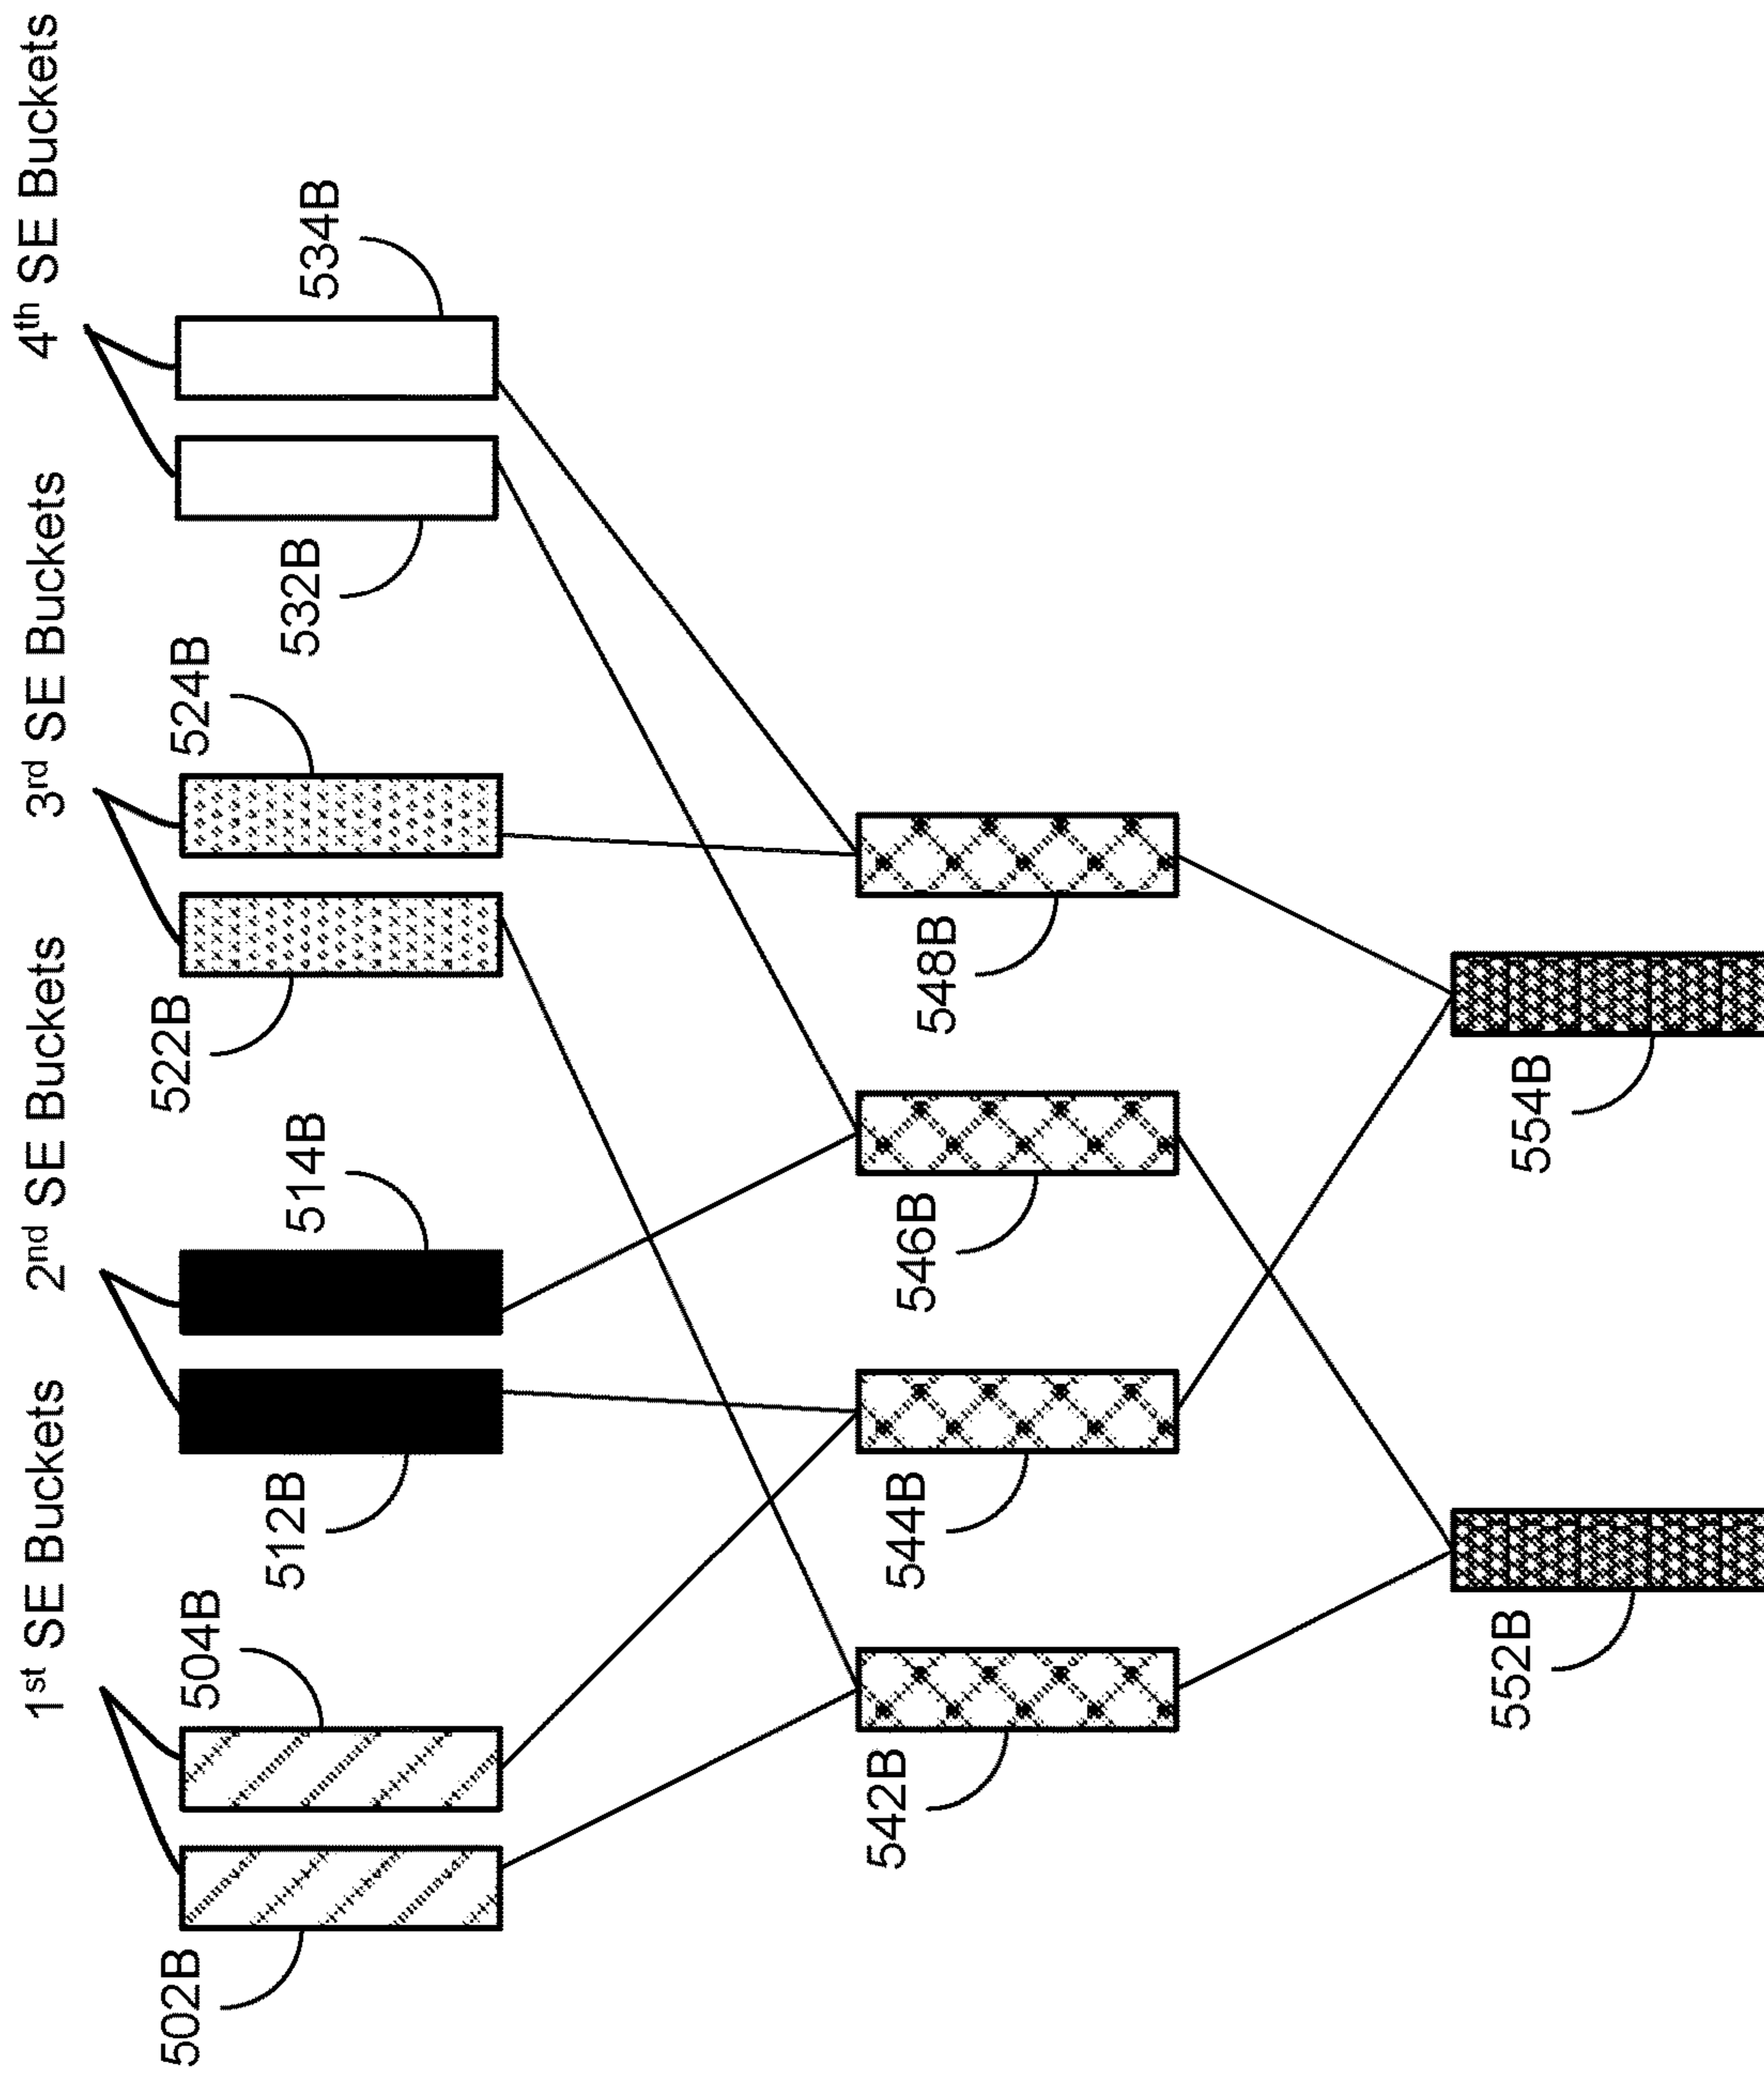 1st SE Buckets
2nd SE Buckets
3rd SE Buckets
4th SE Buckets
502B
504B
512B
514B
522B
524B
532B
534B
542B
544B
546B
548B
552B
554B